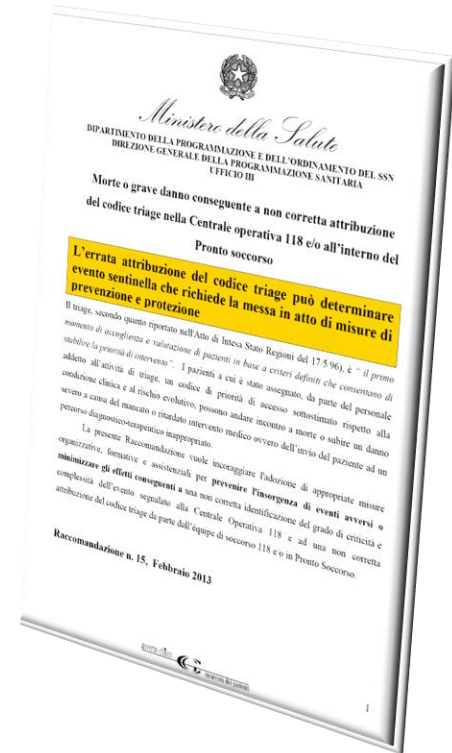 Ministero della Salute
DIPARTIMENTO DELLA PROGRAMMAZIONE E DELL'ORDINAMENTO DEL SSN
DIREZIONE GENERALE DELLA PROGRAMMAZIONE SANITARIA
UFFICIO III
Morte o grave danno conseguente a non corretta attribuzione
del codice triage nella Centrale operativa 118 e/o all'interno del
Pronto soccorso
L'errata attribuzione del codice triage può determinare
evento sentinella che richiede la messa in atto di misure di
prevenzione e protezione
Il triage, secondo quanto riportato nell'Atto di Intesa Stato Regioni del 17.5.96), è " il primo
momento di accoglienza e valutazione di pazienti in base a criteri definiti che consentano di
stabilire la priorità di intervento". I pazienti a cui è stato assegnato, da parte del personale
addetto all'attività di triage, un codice di priorità di accesso sottostimato rispetto alla
condizione clinica e al rischio evolutivo, possono andare incontro a morte o subire un danno
severo a causa del mancato o ritardato intervento medico ovvero dell'invio del paziente ad un
percorso diagnostico-terapeutico inappropriato.
La presente Raccomandazione vuole incoraggiare l'adozione di appropriate misure
organizzative, formative e assistenziali per prevenire l'insorgenza di eventi avversi o
minimizzare gli effetti conseguenti a una non corretta identificazione del grado di criticità e
complessità dell'evento segnalato alla Centrale Operativa 118 e ad una non corretta
attribuzione del codice triage da parte dall'équipe di soccorso 118 e/o in Pronto Soccorso.
Raccomandazione n. 15, Febbraio 2013
governo clinico
sicurezza dei pazienti
1